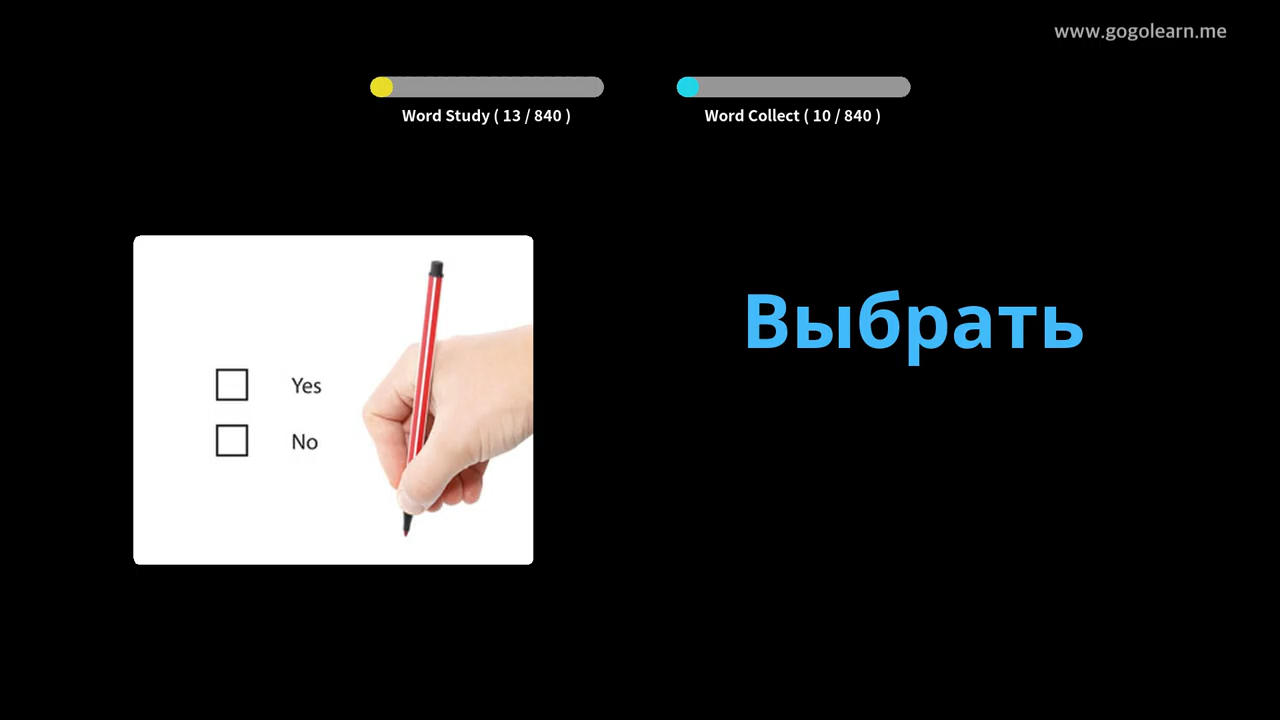 www.gogolearn.me
Word Study ( 13 / 840 )
Word Collect ( 10 / 840 )
Выбрать
Yes
No